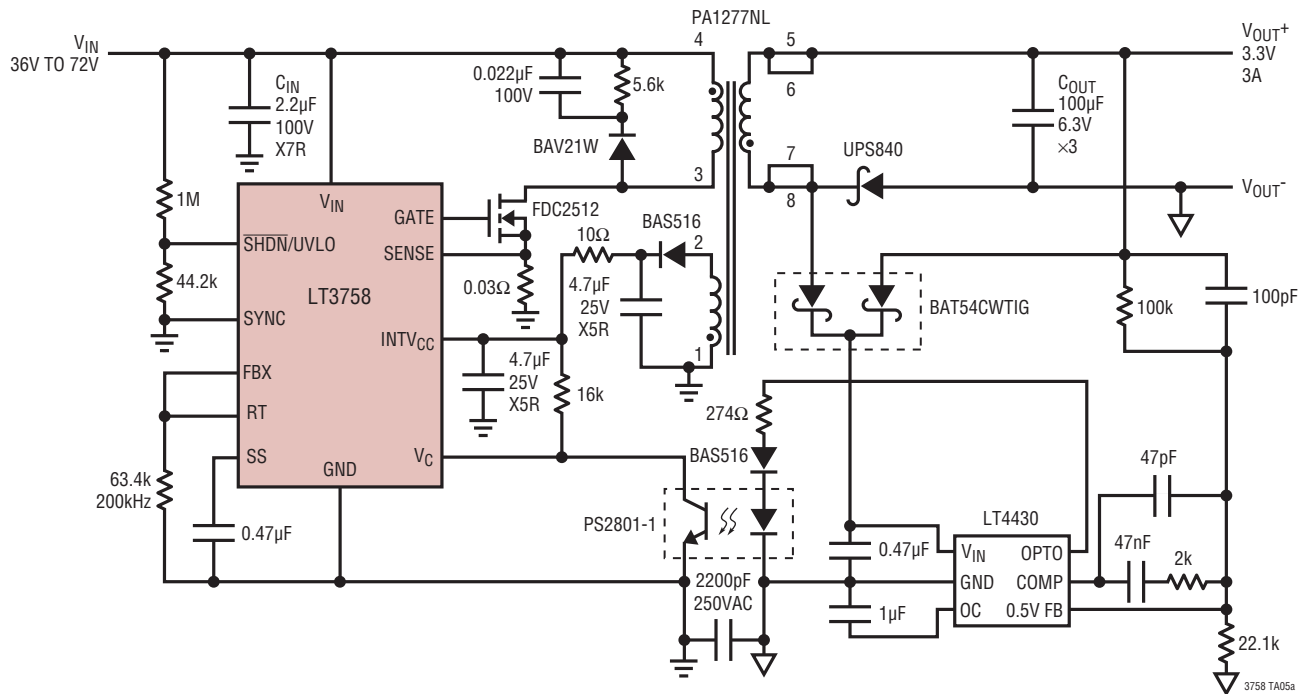 PA1277NL
V_IN
36V TO 72V
C_IN
2.2µF
100V
X7R
0.022µF
100V
5.6k
BAV21W
4
3
5
6
7
8
UPS840
C_OUT
100µF
6.3V
×3
V_OUT+
3.3V
3A
V_OUT-
1M
44.2k
V_IN
SHDN/UVLO
SYNC
FBX
RT
SS
GND
LT3758
GATE
SENSE
INTV_CC
V_C
FDC2512
0.03Ω
10Ω
BAS516
2
1
4.7µF
25V
X5R
4.7µF
25V
X5R
16k
BAT54CWTIG
100k
100pF
274Ω
BAS516
PS2801-1
63.4k
200kHz
0.47µF
2200pF
250VAC
0.47µF
1µF
LT4430
V_IN
GND
OC
OPTO
COMP
0.5V FB
47pF
47nF
2k
22.1k
3758 TA05a